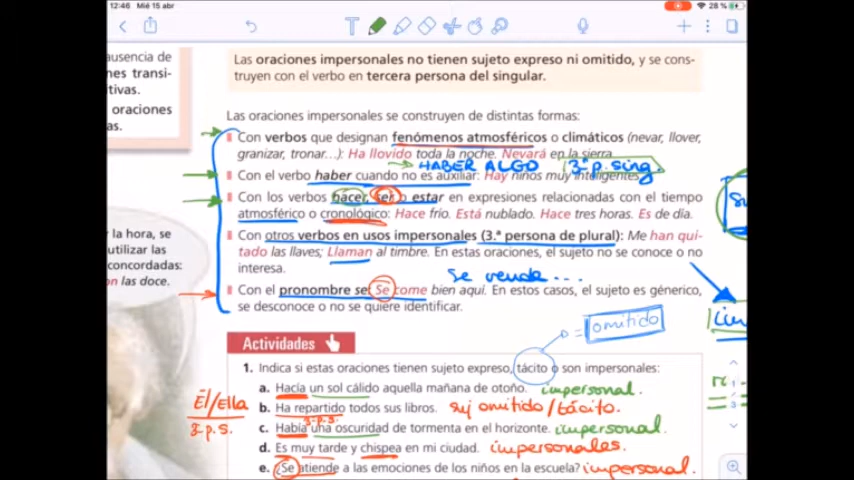 12:46 Mié 15 abr
28 %
ausencia de
nes transi-
tivas.
oraciones
as.
Las oraciones impersonales no tienen sujeto expreso ni omitido, y se cons-
truyen con el verbo en tercera persona del singular.
Las oraciones impersonales se construyen de distintas formas:
Con verbos que designan fenómenos atmosféricos o climáticos (nevar, llover,
granizar, tronar...): Ha llovido toda la noche. Nevará en la sierra.
HABER ALGO 3ª p. sing.
Con el verbo haber cuando no es auxiliar: Hay niños muy inteligentes.
Con los verbos hacer, ser o estar en expresiones relacionadas con el tiempo
atmosférico o cronológico: Hace frío. Está nublado. Hace tres horas. Es de día.
Con otros verbos en usos impersonales (3.ª persona de plural): Me han qui-
tado las llaves; Llaman al timbre. En estas oraciones, el sujeto no se conoce o no
interesa.
se vende...
Con el pronombre se: Se come bien aquí. En estos casos, el sujeto es genérico,
se desconoce o no se quiere identificar.
la hora, se
utilizar las
concordadas:
on las doce.
= omitido
Actividades
1. Indica si estas oraciones tienen sujeto expreso, tácito o son impersonales:
a. Hacía un sol cálido aquella mañana de otoño. impersonal.
Él/Ella
3.p.s.
b. Ha repartido todos sus libros. suj omitido/tácito.
3ª p.s.
c. Había una oscuridad de tormenta en el horizonte. impersonal.
d. Es muy tarde y chispea en mi ciudad. impersonales.
e. ¿Se atiende a las emociones de los niños en la escuela? impersonal.